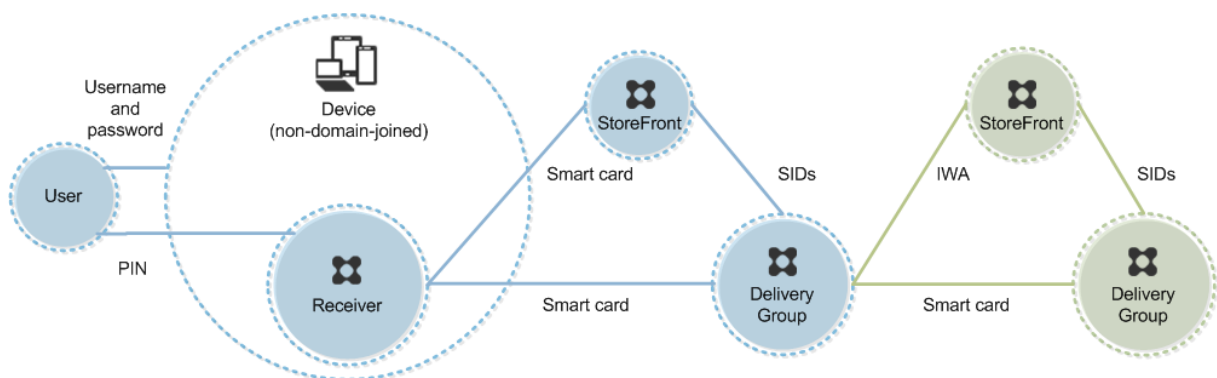 Username
and
password
Device
(non-domain-joined)
User
PIN
Receiver
Smart card
StoreFront
SIDs
Smart card
Delivery
Group
IWA
StoreFront
SIDs
Smart card
Delivery
Group